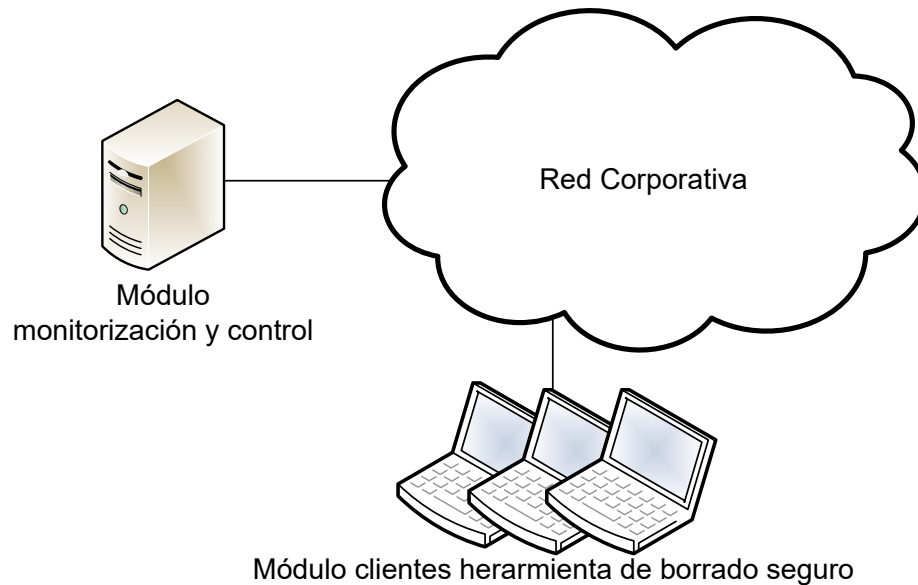 Red Corporativa
Módulo
monitorización y control
Módulo clientes herarmienta de borrado seguro